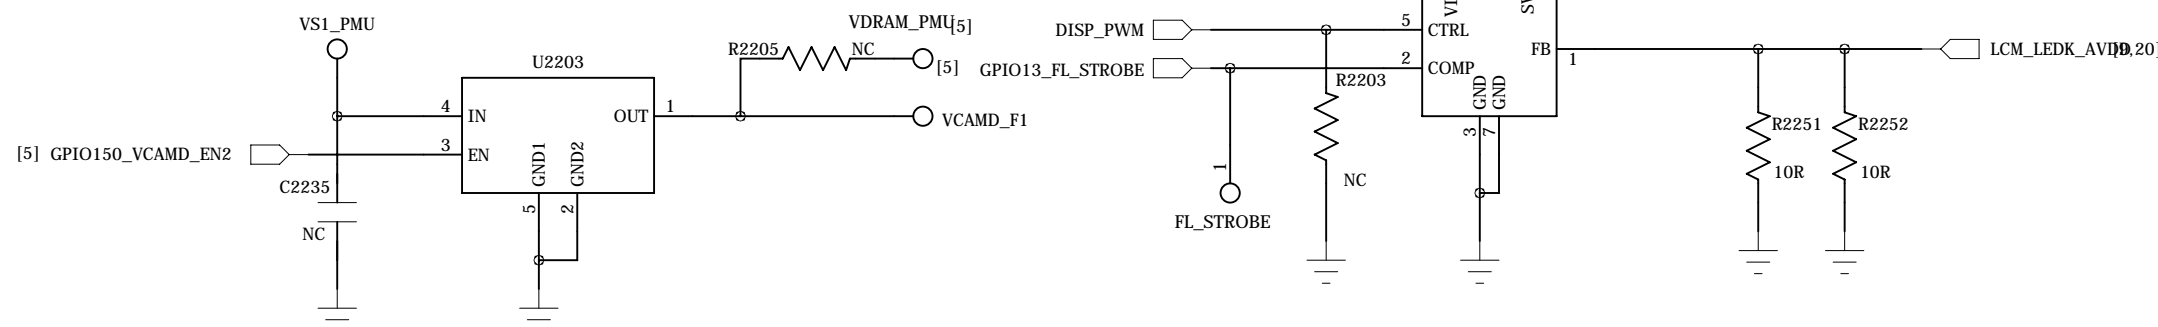 VS1_PMU
U2203
4
IN
[5] GPIO150_VCAMD_EN2
3
EN
C2235
NC
GND1
GND2
5
2
OUT
1
R2205
NC
VDRAM_PMU
[5]
[5]
VCAMD_F1
DISP_PWM
5
CTRL
GPIO13_FL_STROBE
2
COMP
R2203
NC
1
FL_STROBE
GND
GND
3
7
FB
1
R2251
10R
R2252
10R
LCM_LEDK_AVDD